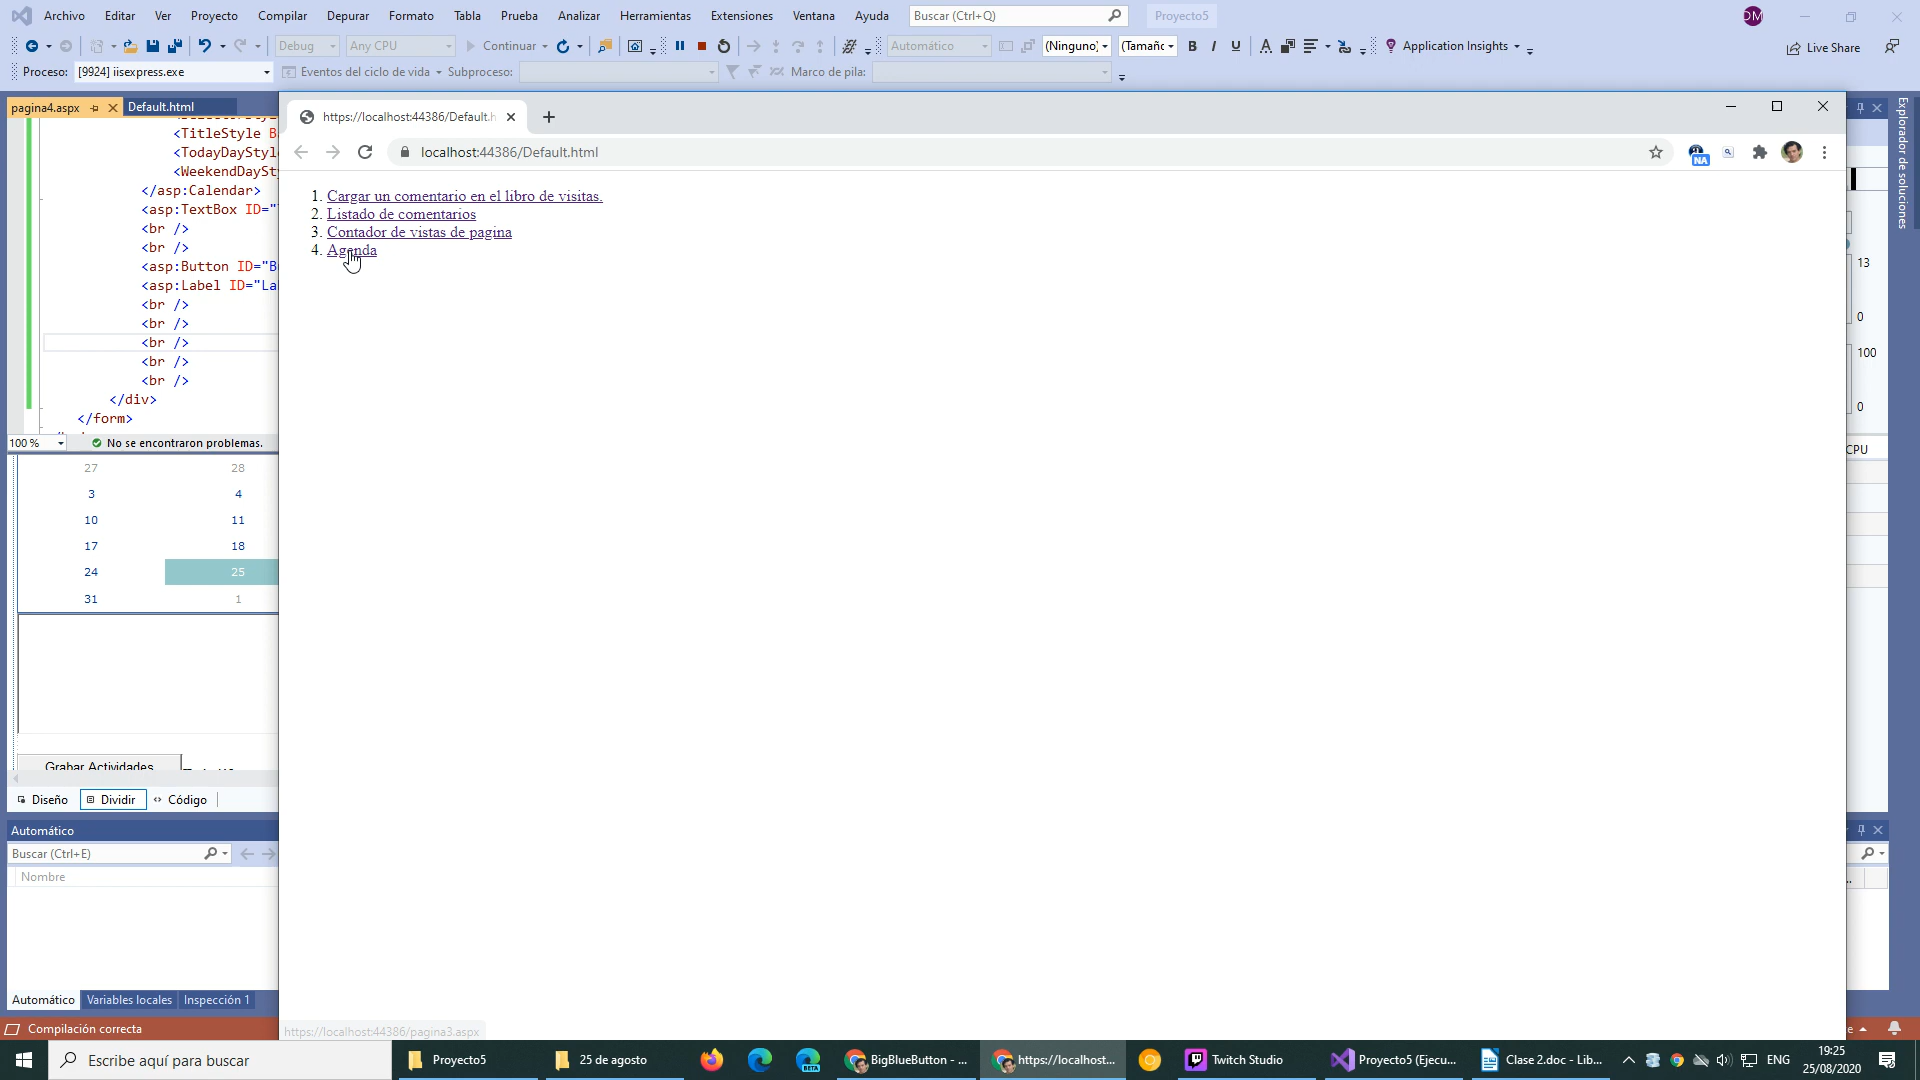 Archivo Editar Ver Proyecto Compilar Depurar Formato Tabla Prueba Analizar Herramientas Extensiones Ventana Ayuda Buscar (Ctrl+Q) Proyecto5 DM
Debug Any CPU Continuar Automático (Ninguno) (Tamañc B I U A Application Insights Live Share
Proceso: [9924] iisexpress.exe Eventos del ciclo de vida Subproceso: Marco de pila:
pagina4.aspx Default.html
https://localhost:44386/Default.h
localhost:44386/Default.html
NA
Explorador de soluciones
<TitleStyle B
<TodayDayStyl
<WeekendDaySt
</asp:Calendar>
<asp:TextBox ID="
<br />
<br />
<asp:Button ID="B
<asp:Label ID="La
<br />
<br />
<br />
<br />
<br />
</div>
</form>
1. Cargar un comentario en el libro de visitas.
2. Listado de comentarios
3. Contador de vistas de pagina
4. Agenda
13
0
100
0
CPU
100 % No se encontraron problemas.
27 28
3 4
10 11
17 18
24 25
31 1
Grabar Actividades
Diseño Dividir Código
Automático
Buscar (Ctrl+E)
Nombre
Automático Variables locales Inspección 1
Compilación correcta
https://localhost:44386/pagina3.aspx
Escribe aquí para buscar Proyecto5 25 de agosto BETA BigBlueButton - ... https://localhost... Twitch Studio Proyecto5 (Ejecu... Clase 2.doc - Lib... ENG 19:25
25/08/2020